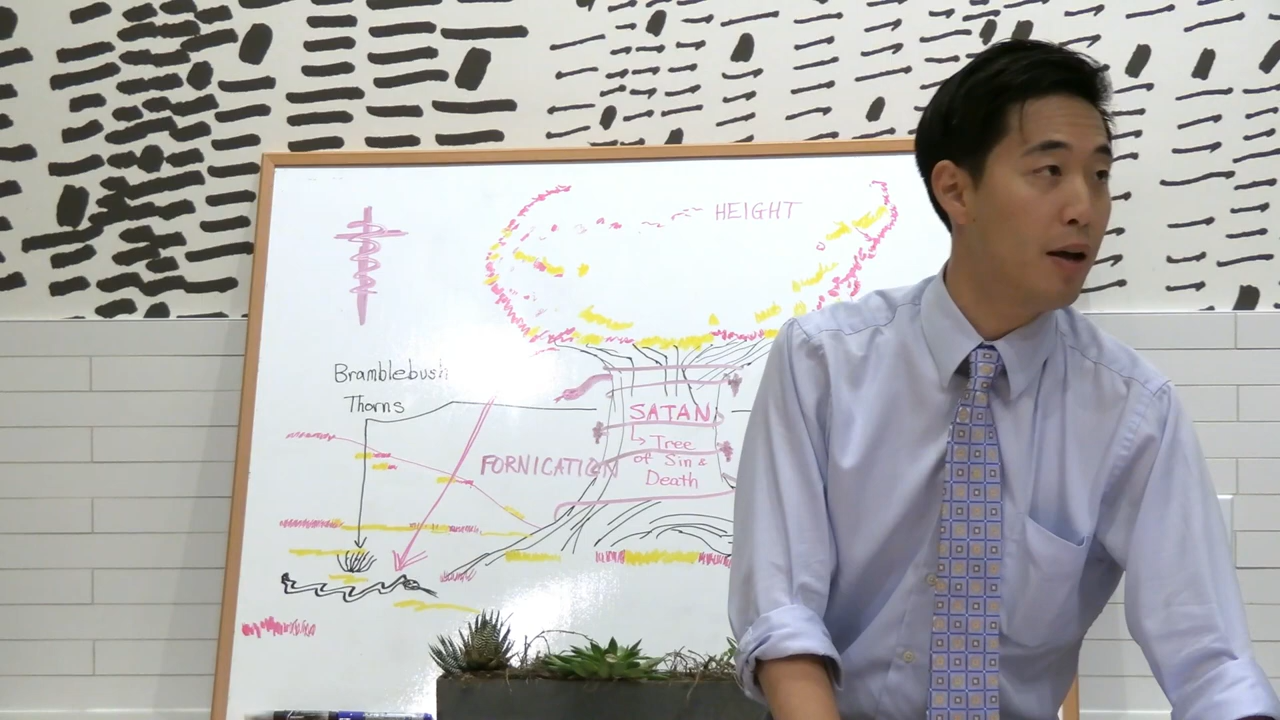 HEIGHT
Bramblebush
Thorns
SATAN
↳ Tree
of Sin &
Death
FORNICATION